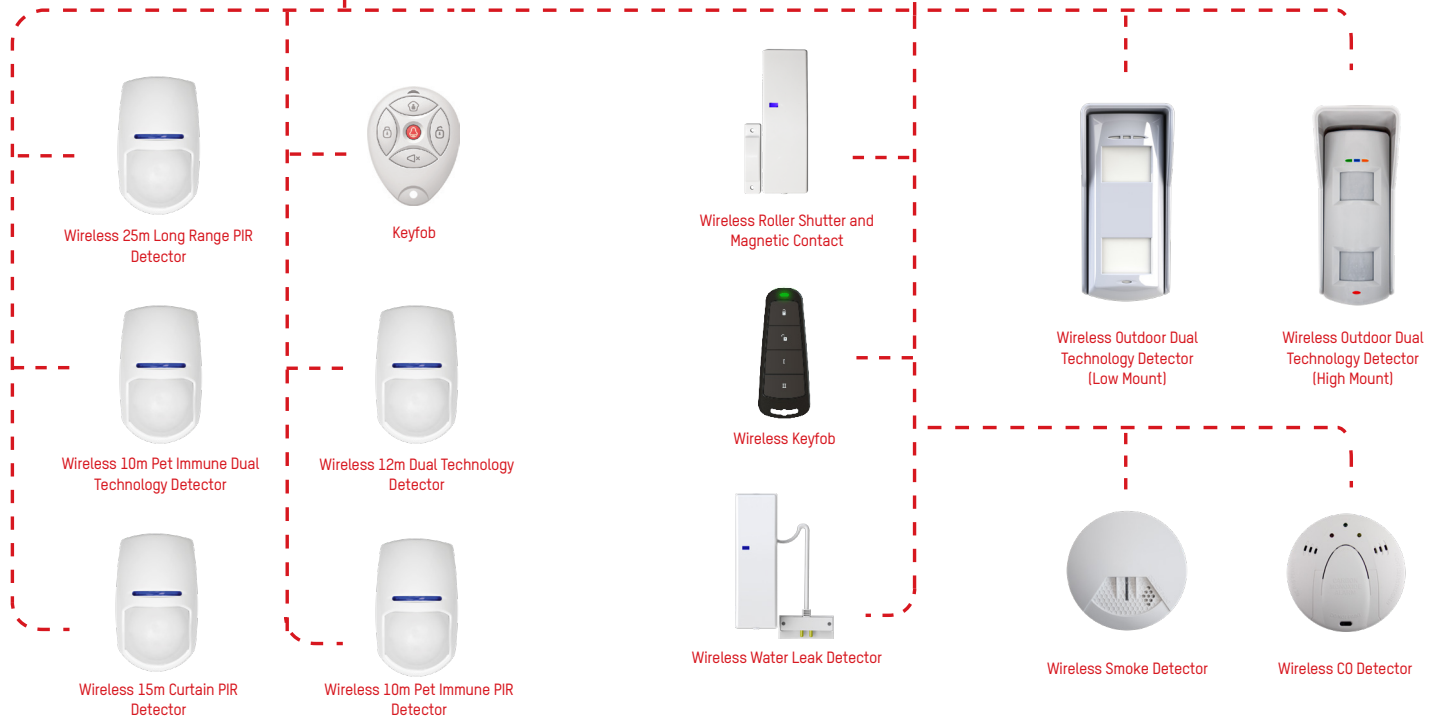 Wireless 25m Long Range PIR
Detector
Keyfob
Wireless Roller Shutter and
Magnetic Contact
Wireless Outdoor Dual
Technology Detector
(Low Mount)
Wireless Outdoor Dual
Technology Detector
(High Mount)
Wireless 10m Pet Immune Dual
Technology Detector
Wireless 12m Dual Technology
Detector
Wireless Keyfob
Wireless Water Leak Detector
Wireless Smoke Detector
Wireless CO Detector
Wireless 15m Curtain PIR
Detector
Wireless 10m Pet Immune PIR
Detector